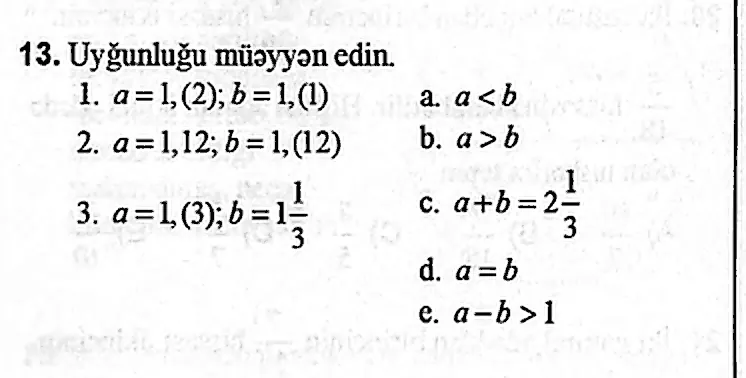 13. Uyğunluğu müəyyən edin.
1. a=1,(2); b=1,(1) a. a<b
2. a=1,12; b=1,(12) b. a>b
3. a=1,(3); b=1 1/3 c. a+b=2 1/3
d. a=b
e. a-b>1